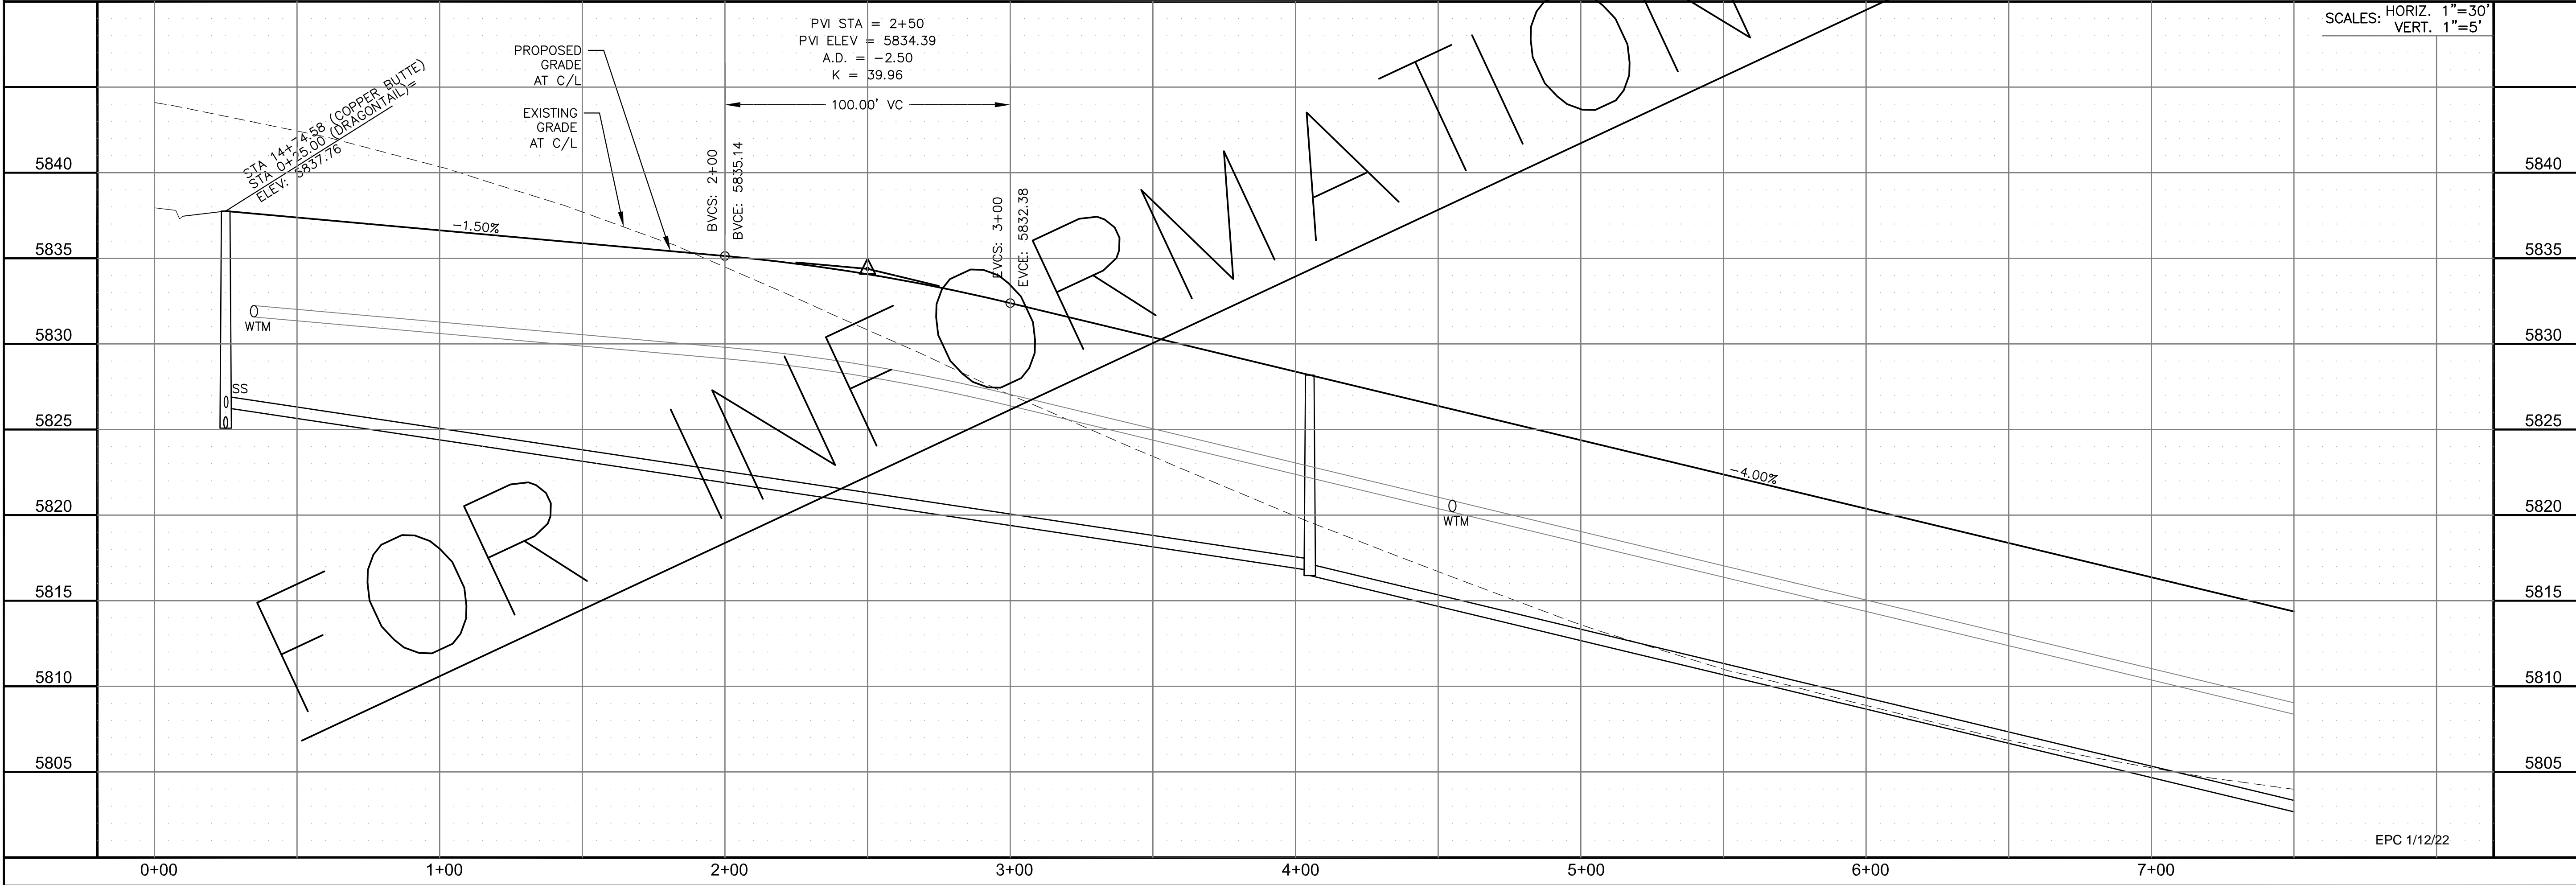 PVI STA = 2+50
PVI ELEV = 5834.39
A.D. = -2.50
K = 39.96
100.00' VC
SCALES: HORIZ. 1"=30'
VERT. 1"=5'
PROPOSED
GRADE
AT C/L
EXISTING
GRADE
AT C/L
(COPPER BUTTE)
STA 0+25.00 (DRAGONTAIL)=
ELEV: 5837.76
BVCS: 2+00
BVCE: 5835.14
EVCS: 3+00
EVCE: 5832.38
-1.50%
-4.00%
WTM
SS
WTM
FOR INFORMATION
5840
5835
5830
5825
5820
5815
5810
5805
5840
5835
5830
5825
5820
5815
5810
5805
EPC 1/12/22
0+00 1+00 2+00 3+00 4+00 5+00 6+00 7+00